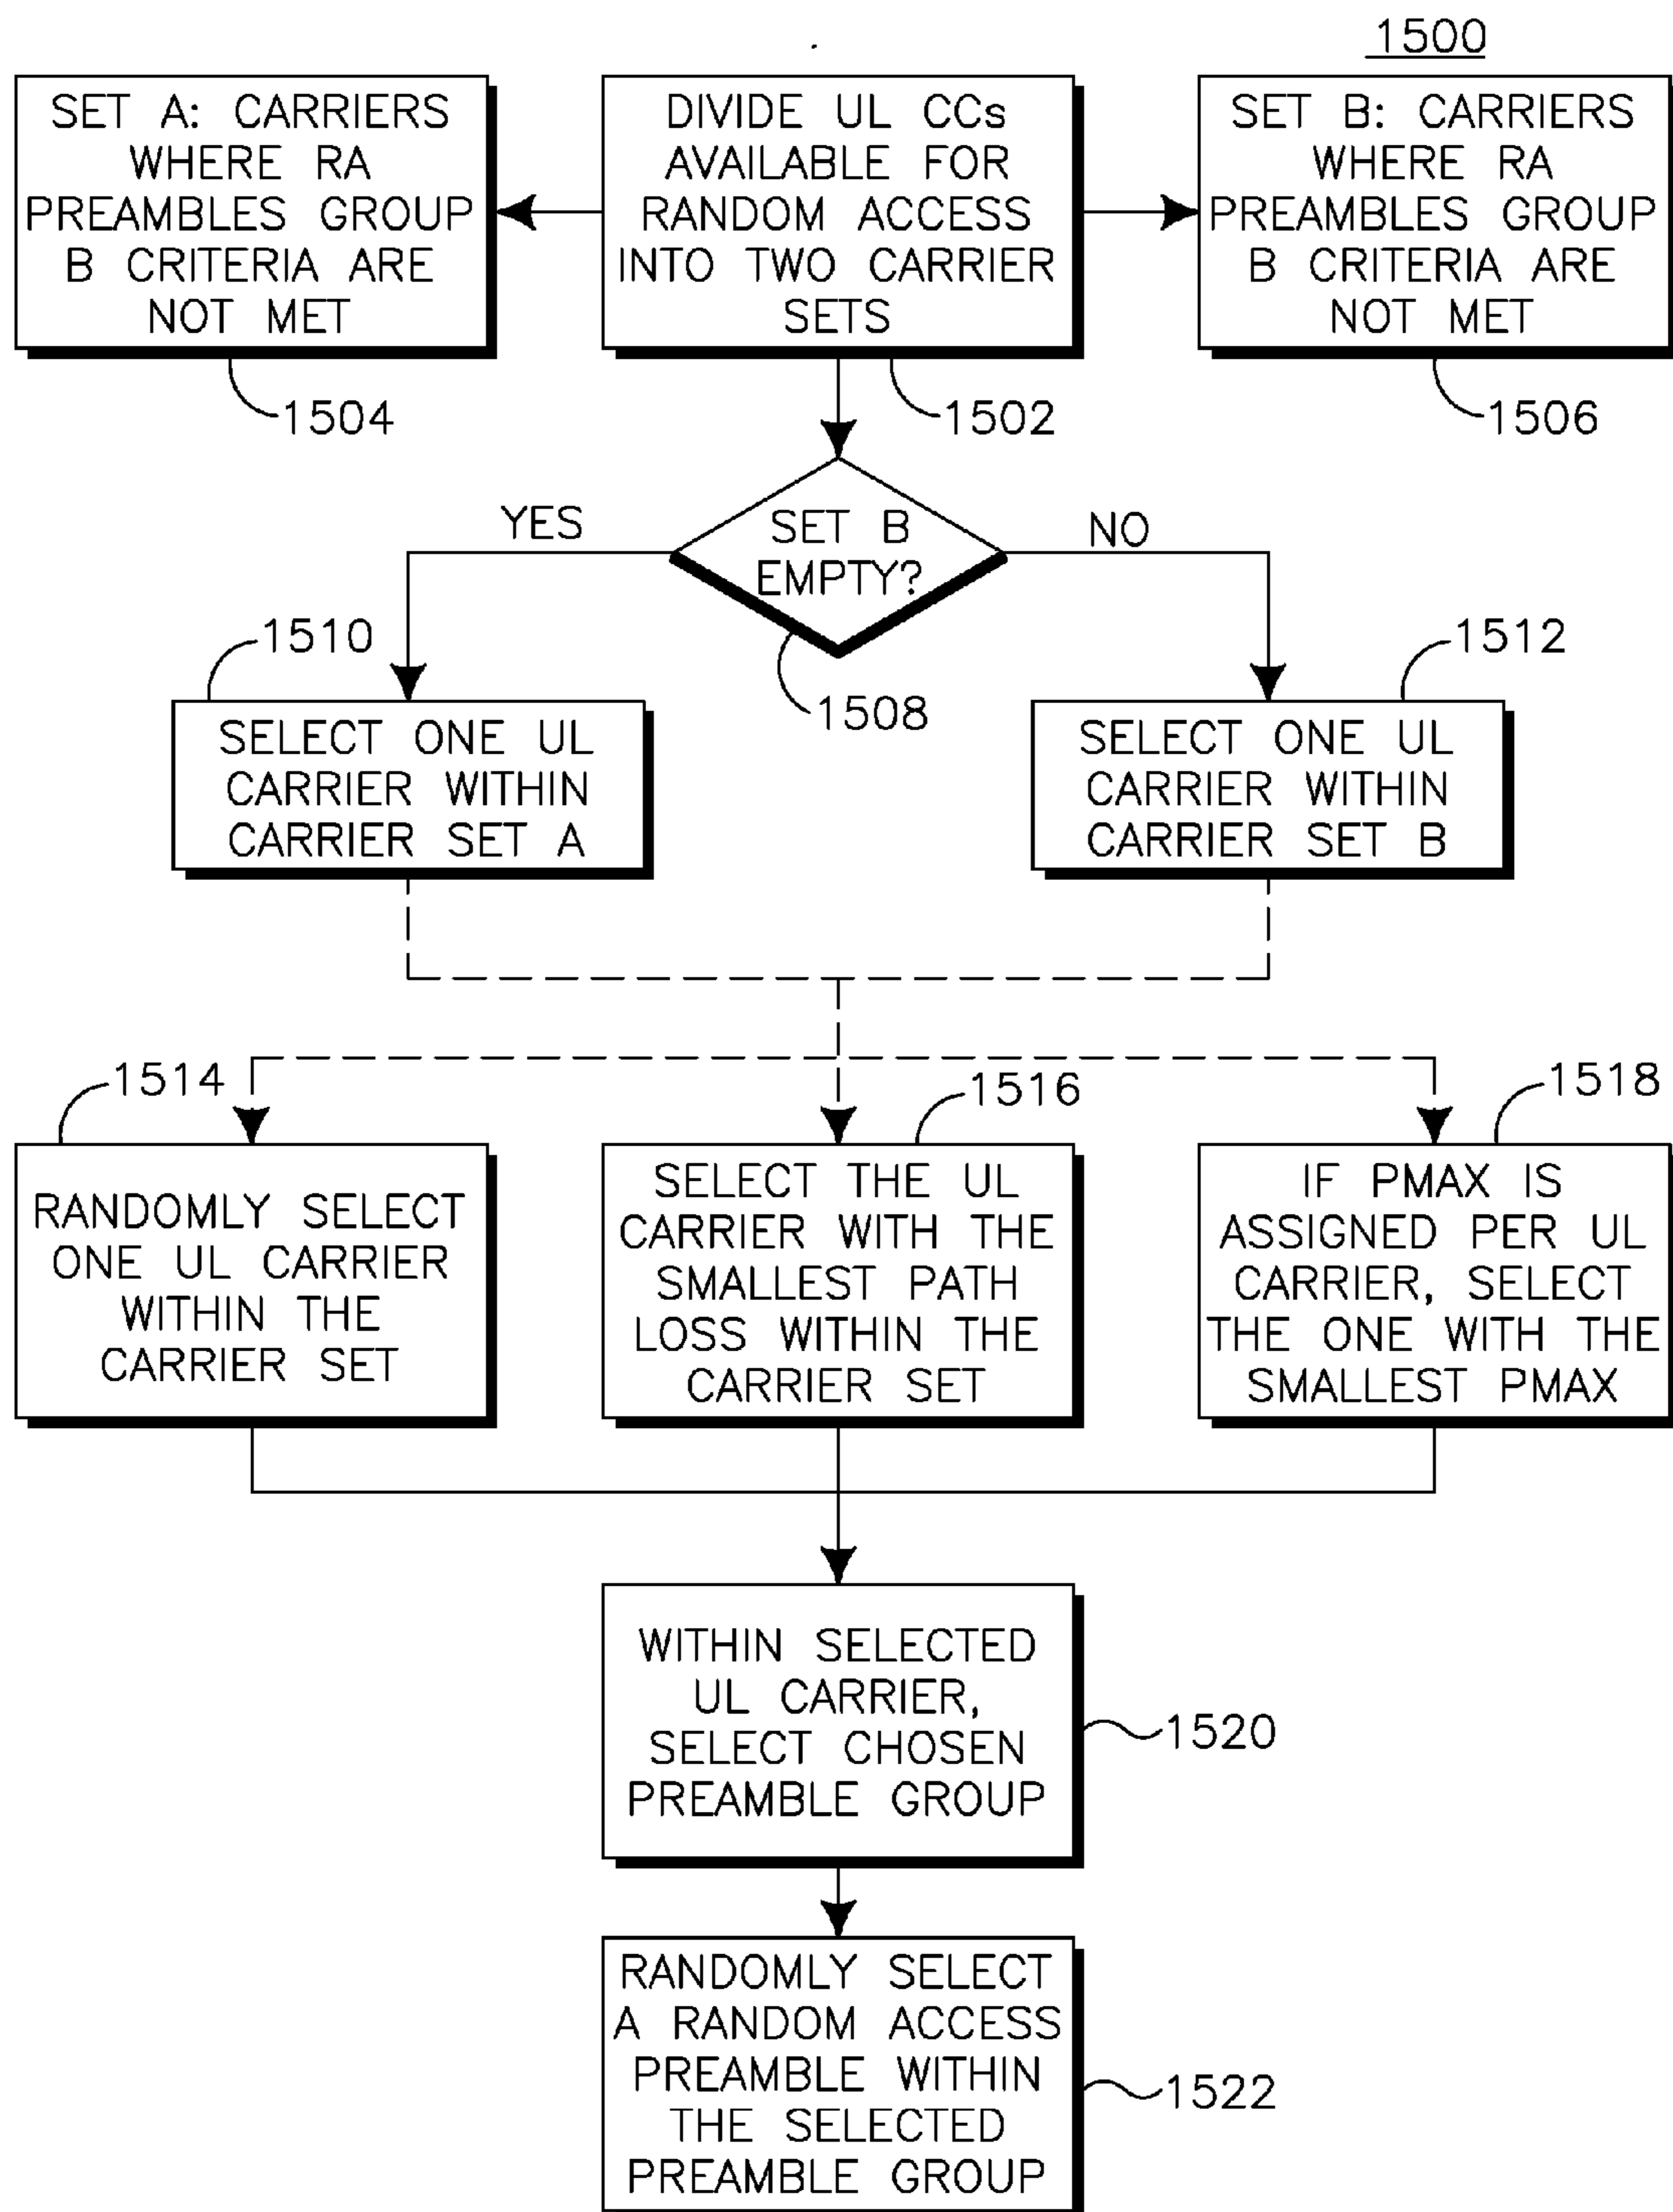 1500
SET A: CARRIERS
WHERE RA
PREAMBLES GROUP
B CRITERIA ARE
NOT MET
1504
DIVIDE UL CCs
AVAILABLE FOR
RANDOM ACCESS
INTO TWO CARRIER
SETS
1502
SET B: CARRIERS
WHERE RA
PREAMBLES GROUP
B CRITERIA ARE
NOT MET
1506
YES
SET B
EMPTY?
NO
1508
1510
SELECT ONE UL
CARRIER WITHIN
CARRIER SET A
1512
SELECT ONE UL
CARRIER WITHIN
CARRIER SET B
1514
RANDOMLY SELECT
ONE UL CARRIER
WITHIN THE
CARRIER SET
1516
SELECT THE UL
CARRIER WITH THE
SMALLEST PATH
LOSS WITHIN THE
CARRIER SET
1518
IF PMAX IS
ASSIGNED PER UL
CARRIER, SELECT
THE ONE WITH THE
SMALLEST PMAX
WITHIN SELECTED
UL CARRIER,
SELECT CHOSEN
PREAMBLE GROUP
1520
RANDOMLY SELECT
A RANDOM ACCESS
PREAMBLE WITHIN
THE SELECTED
PREAMBLE GROUP
1522